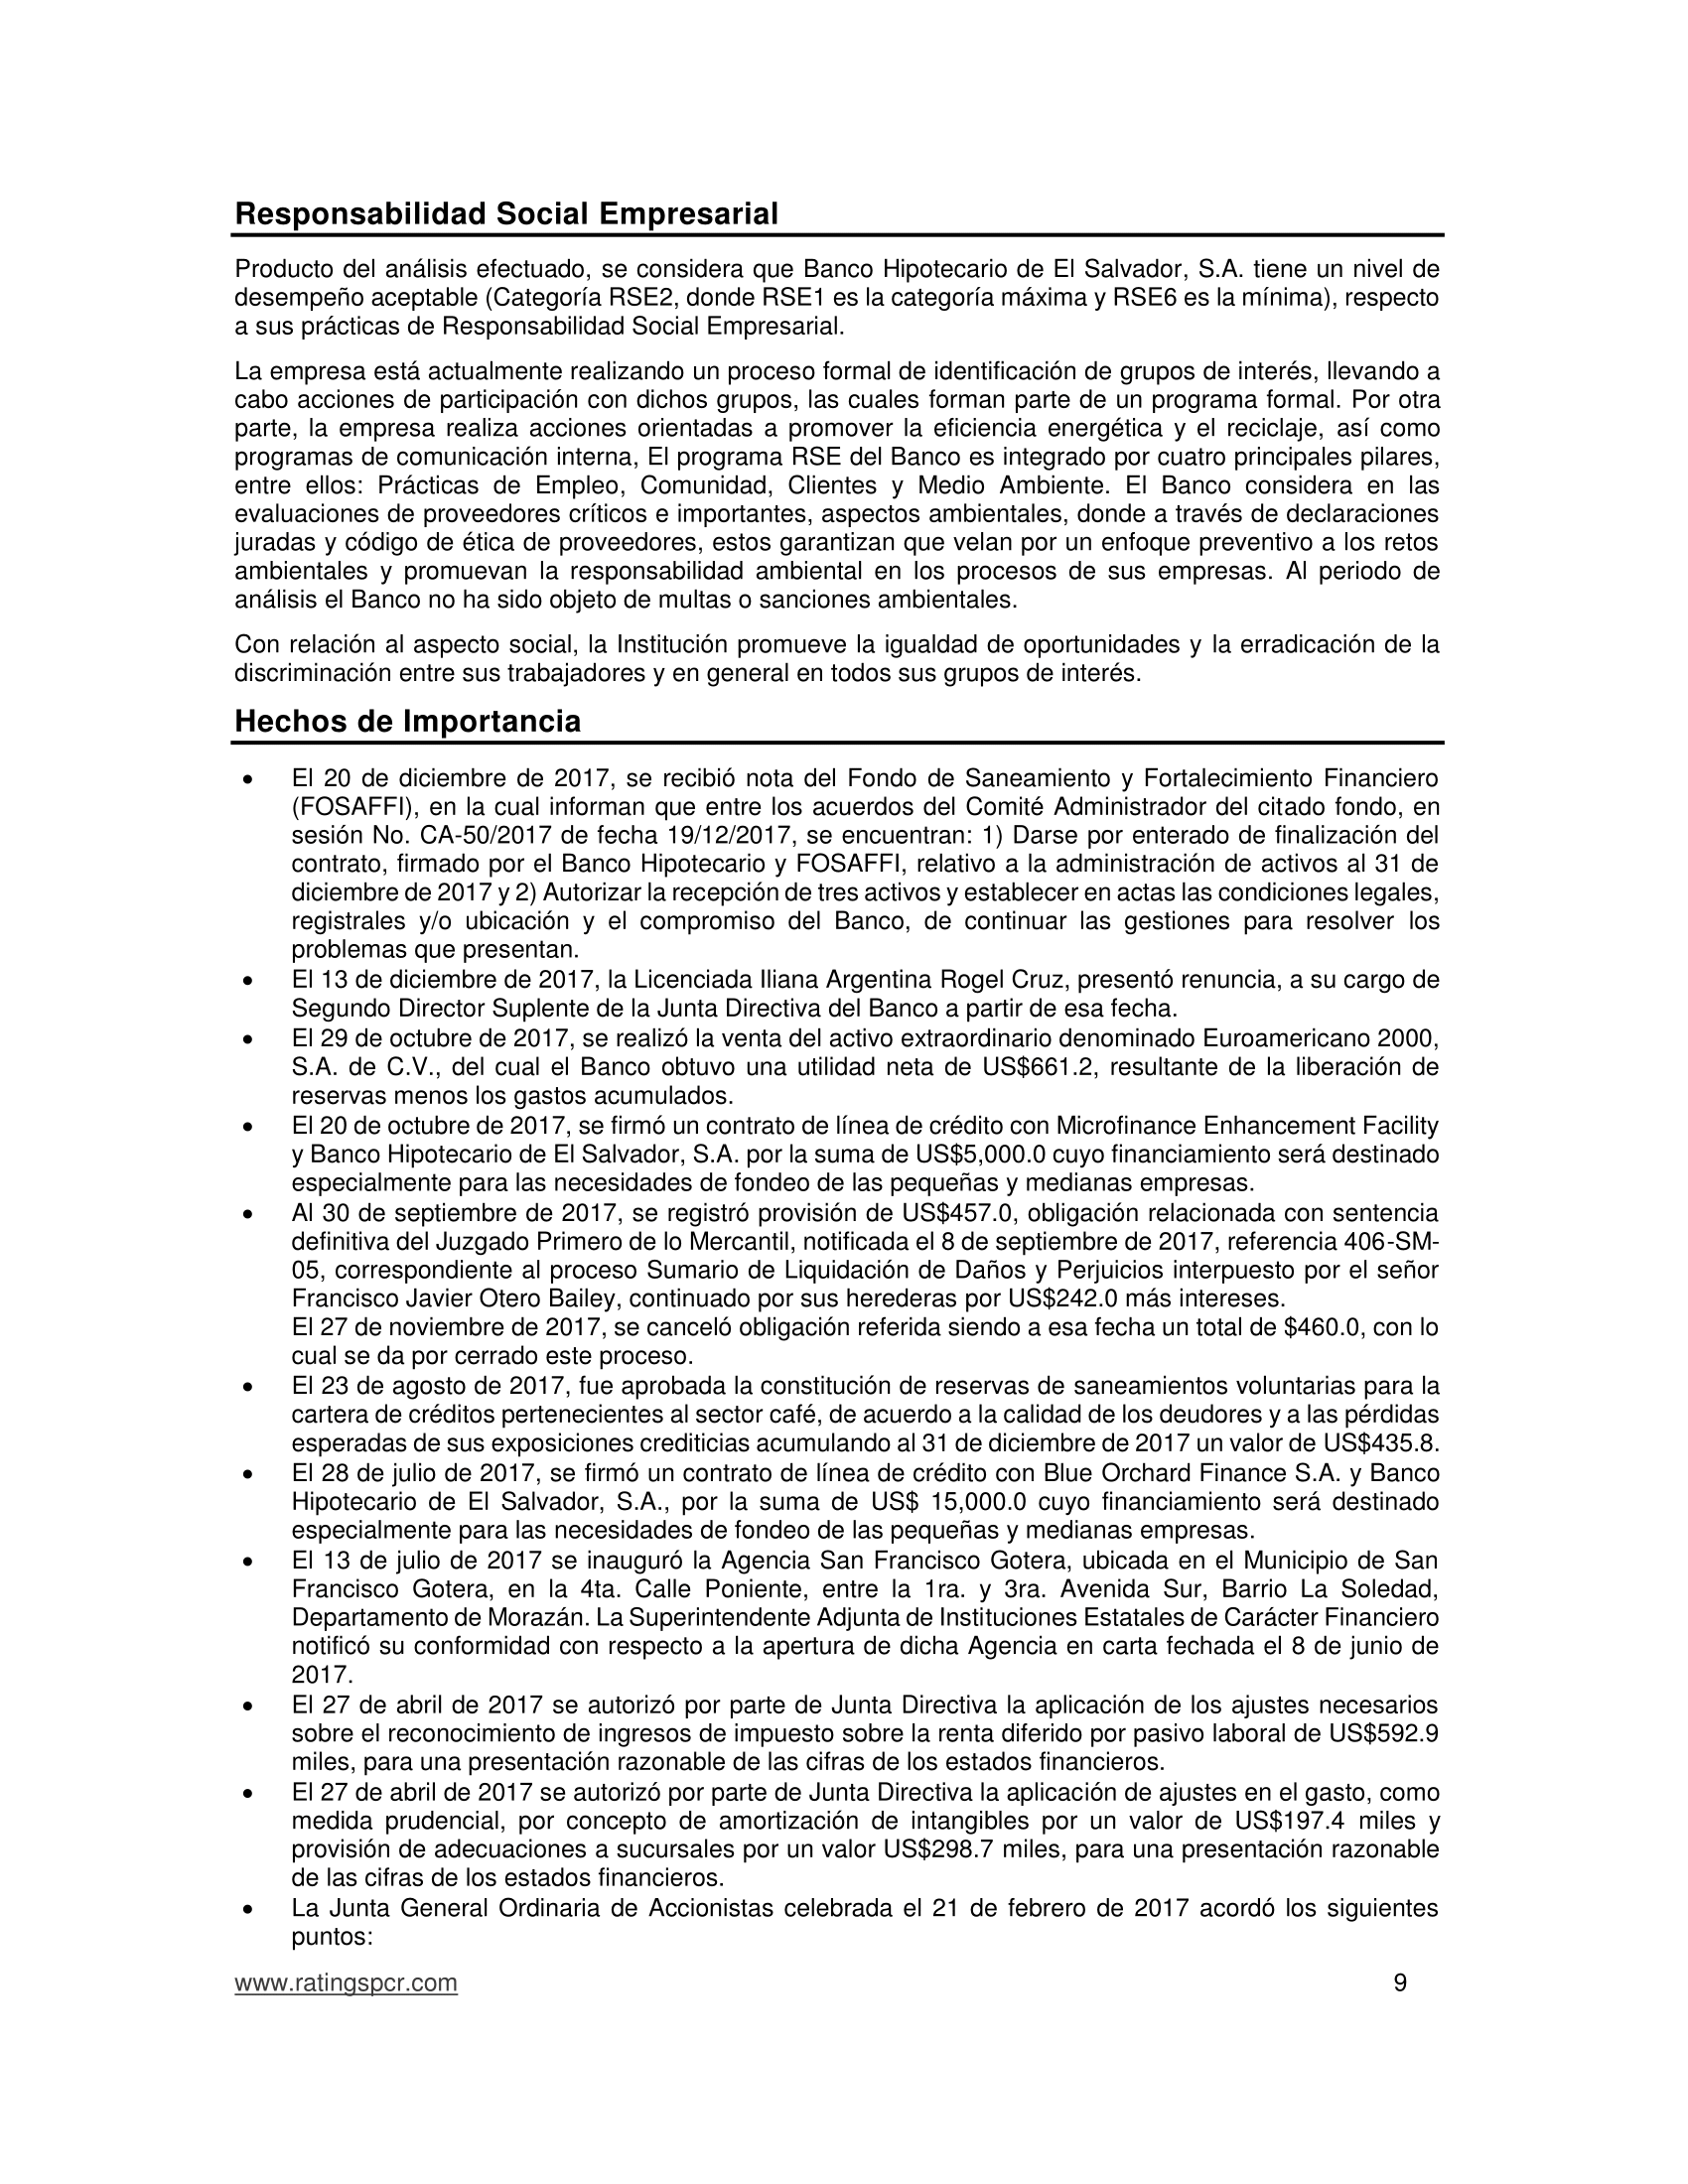 Responsabilidad Social Empresarial
Producto del análisis efectuado, se considera que Banco Hipotecario de El Salvador, S.A. tiene un nivel de
desempeño aceptable (Categoría RSE2, donde RSE1 es la categoría máxima y RSE6 es la mínima), respecto
a sus prácticas de Responsabilidad Social Empresarial.
La empresa está actualmente realizando un proceso formal de identificación de grupos de interés, llevando a
cabo acciones de participación con dichos grupos, las cuales forman parte de un programa formal. Por otra
parte, la empresa realiza acciones orientadas a promover la eficiencia energética y el reciclaje, así como
programas de comunicación interna, El programa RSE del Banco es integrado por cuatro principales pilares,
entre ellos: Prácticas de Empleo, Comunidad, Clientes y Medio Ambiente. El Banco considera en las
evaluaciones de proveedores críticos e importantes, aspectos ambientales, donde a través de declaraciones
juradas y código de ética de proveedores, estos garantizan que velan por un enfoque preventivo a los retos
ambientales y promuevan la responsabilidad ambiental en los procesos de sus empresas. Al periodo de
análisis el Banco no ha sido objeto de multas o sanciones ambientales.
Con relación al aspecto social, la Institución promueve la igualdad de oportunidades y la erradicación de la
discriminación entre sus trabajadores y en general en todos sus grupos de interés.
Hechos de Importancia
• El 20 de diciembre de 2017, se recibió nota del Fondo de Saneamiento y Fortalecimiento Financiero
(FOSAFFI), en la cual informan que entre los acuerdos del Comité Administrador del citado fondo, en
sesión No. CA-50/2017 de fecha 19/12/2017, se encuentran: 1) Darse por enterado de finalización del
contrato, firmado por el Banco Hipotecario y FOSAFFI, relativo a la administración de activos al 31 de
diciembre de 2017 y 2) Autorizar la recepción de tres activos y establecer en actas las condiciones legales,
registrales y/o ubicación y el compromiso del Banco, de continuar las gestiones para resolver los
problemas que presentan.
• El 13 de diciembre de 2017, la Licenciada Iliana Argentina Rogel Cruz, presentó renuncia, a su cargo de
Segundo Director Suplente de la Junta Directiva del Banco a partir de esa fecha.
• El 29 de octubre de 2017, se realizó la venta del activo extraordinario denominado Euroamericano 2000,
S.A. de C.V., del cual el Banco obtuvo una utilidad neta de US$661.2, resultante de la liberación de
reservas menos los gastos acumulados.
• El 20 de octubre de 2017, se firmó un contrato de línea de crédito con Microfinance Enhancement Facility
y Banco Hipotecario de El Salvador, S.A. por la suma de US$5,000.0 cuyo financiamiento será destinado
especialmente para las necesidades de fondeo de las pequeñas y medianas empresas.
• Al 30 de septiembre de 2017, se registró provisión de US$457.0, obligación relacionada con sentencia
definitiva del Juzgado Primero de lo Mercantil, notificada el 8 de septiembre de 2017, referencia 406-SM-
05, correspondiente al proceso Sumario de Liquidación de Daños y Perjuicios interpuesto por el señor
Francisco Javier Otero Bailey, continuado por sus herederas por US$242.0 más intereses.
El 27 de noviembre de 2017, se canceló obligación referida siendo a esa fecha un total de $460.0, con lo
cual se da por cerrado este proceso.
• El 23 de agosto de 2017, fue aprobada la constitución de reservas de saneamientos voluntarias para la
cartera de créditos pertenecientes al sector café, de acuerdo a la calidad de los deudores y a las pérdidas
esperadas de sus exposiciones crediticias acumulando al 31 de diciembre de 2017 un valor de US$435.8.
• El 28 de julio de 2017, se firmó un contrato de línea de crédito con Blue Orchard Finance S.A. y Banco
Hipotecario de El Salvador, S.A., por la suma de US$ 15,000.0 cuyo financiamiento será destinado
especialmente para las necesidades de fondeo de las pequeñas y medianas empresas.
• El 13 de julio de 2017 se inauguró la Agencia San Francisco Gotera, ubicada en el Municipio de San
Francisco Gotera, en la 4ta. Calle Poniente, entre la 1ra. y 3ra. Avenida Sur, Barrio La Soledad,
Departamento de Morazán. La Superintendente Adjunta de Instituciones Estatales de Carácter Financiero
notificó su conformidad con respecto a la apertura de dicha Agencia en carta fechada el 8 de junio de
2017.
• El 27 de abril de 2017 se autorizó por parte de Junta Directiva la aplicación de los ajustes necesarios
sobre el reconocimiento de ingresos de impuesto sobre la renta diferido por pasivo laboral de US$592.9
miles, para una presentación razonable de las cifras de los estados financieros.
• El 27 de abril de 2017 se autorizó por parte de Junta Directiva la aplicación de ajustes en el gasto, como
medida prudencial, por concepto de amortización de intangibles por un valor de US$197.4 miles y
provisión de adecuaciones a sucursales por un valor US$298.7 miles, para una presentación razonable
de las cifras de los estados financieros.
• La Junta General Ordinaria de Accionistas celebrada el 21 de febrero de 2017 acordó los siguientes
puntos:
www.ratingspcr.com 9